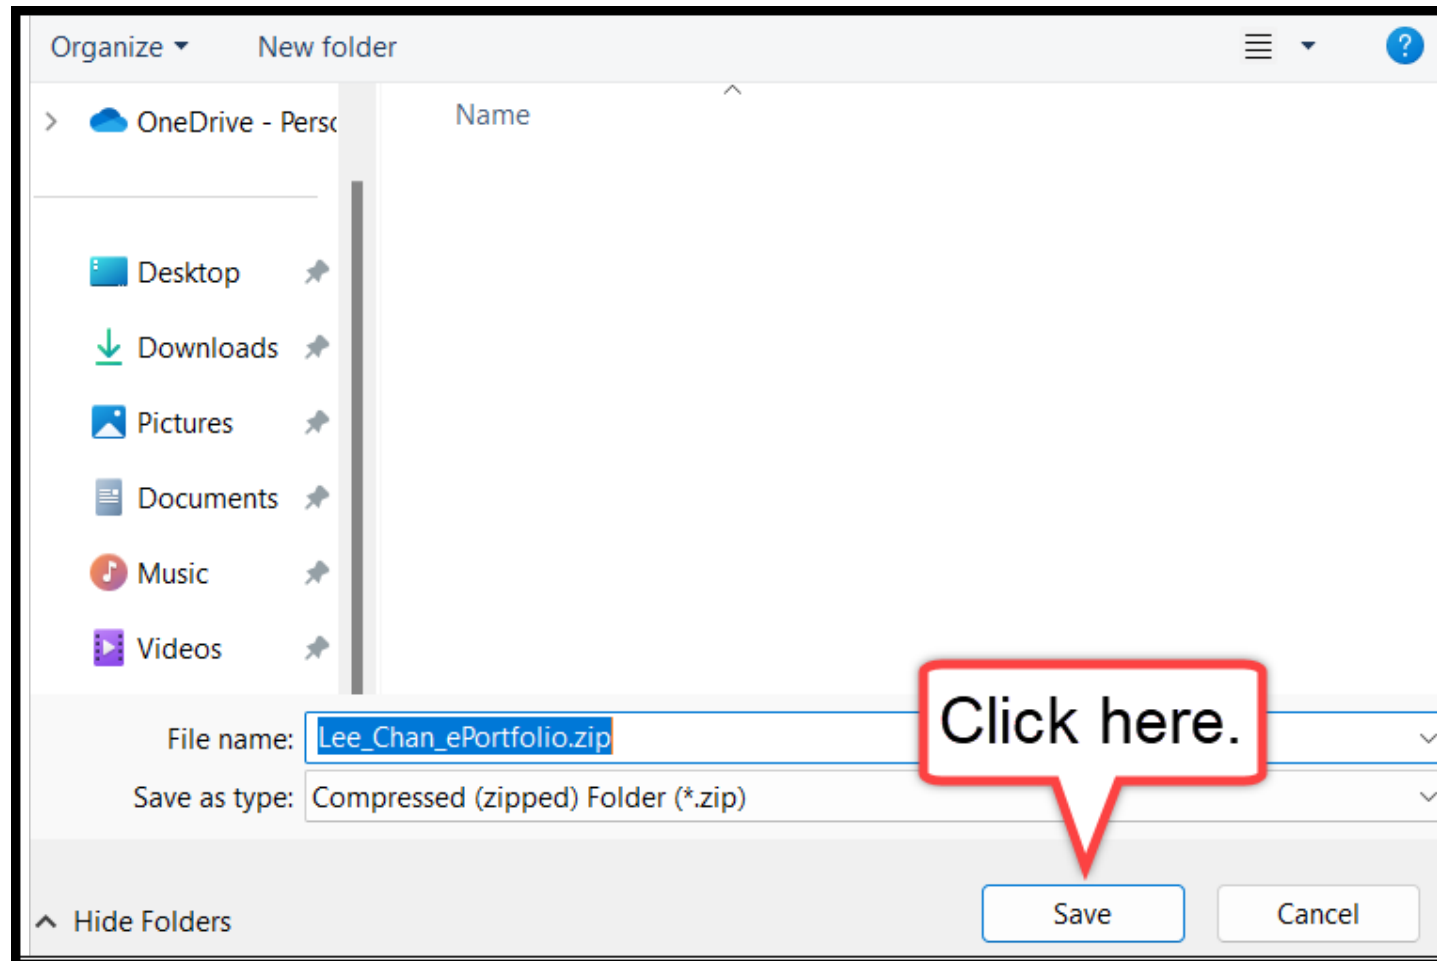 Organize New folder
OneDrive - Perso
Name
Desktop
Downloads
Pictures
Documents
Music
Videos
Click here.
File name: Lee_Chan_ePortfolio.zip
Save as type: Compressed (zipped) Folder (*.zip)
Hide Folders
Save Cancel